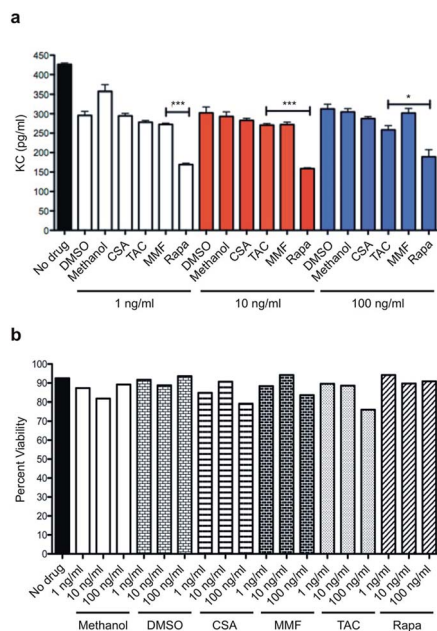 a
KC (pg/ml)
450
400
350
300
250
200
150
100
50
0
***
***
*
No drug
DMSO
Methanol
CSA
TAC
MMF
Rapa
DMSO
Methanol
CSA
TAC
MMF
Rapa
DMSO
Methanol
CSA
TAC
MMF
Rapa
1 ng/ml
10 ng/ml
100 ng/ml
b
Percent Viability
100
90
80
70
60
50
40
30
20
10
0
No drug
1 ng/ml
10 ng/ml
100 ng/ml
1 ng/ml
10 ng/ml
100 ng/ml
1 ng/ml
10 ng/ml
100 ng/ml
1 ng/ml
10 ng/ml
100 ng/ml
1 ng/ml
10 ng/ml
100 ng/ml
1 ng/ml
10 ng/ml
100 ng/ml
Methanol
DMSO
CSA
MMF
TAC
Rapa